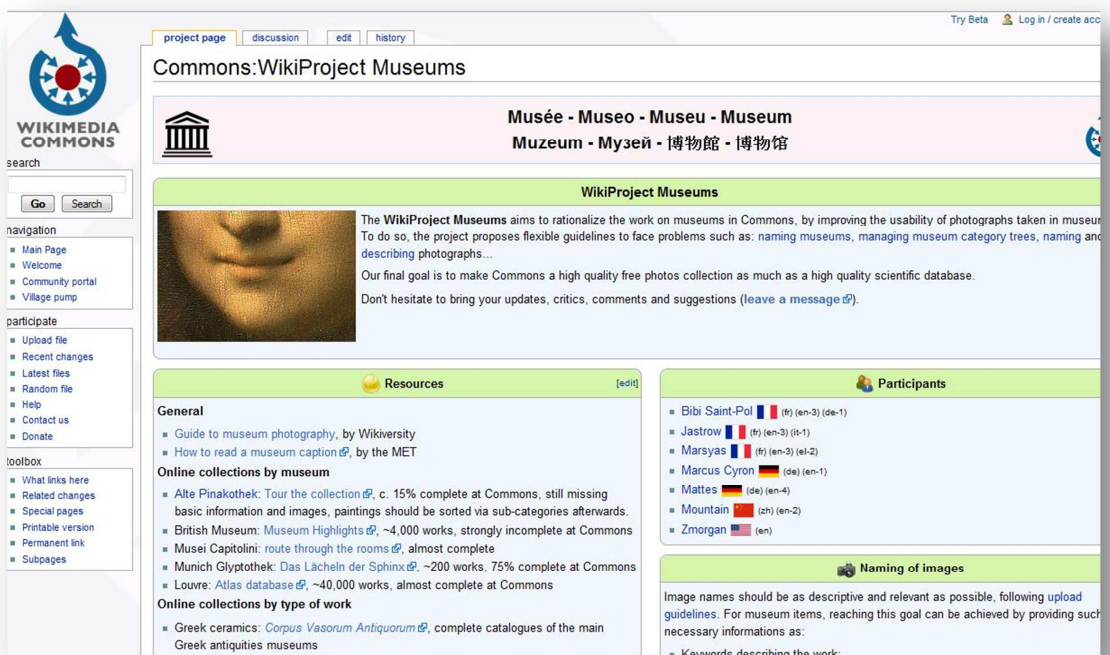 Try Beta Log in / create acc
project page discussion edit history
Commons:WikiProject Museums
WIKIMEDIA
COMMONS
Musée - Museo - Museu - Museum
Muzeum - Музей - 博物館 - 博物馆
search
Go Search
navigation
Main Page
Welcome
Community portal
Village pump
participate
Upload file
Recent changes
Latest files
Random file
Help
Contact us
Donate
toolbox
What links here
Related changes
Special pages
Printable version
Permanent link
Subpages
WikiProject Museums
The WikiProject Museums aims to rationalize the work on museums in Commons, by improving the usability of photographs taken in museu
To do so, the project proposes flexible guidelines to face problems such as: naming museums, managing museum category trees, naming and
describing photographs...
Our final goal is to make Commons a high quality free photos collection as much as a high quality scientific database.
Don't hesitate to bring your updates, critics, comments and suggestions (leave a message).
Resources [edit]
General
Guide to museum photography, by Wikiversity
How to read a museum caption, by the MET
Online collections by museum
Alte Pinakothek: Tour the collection, c. 15% complete at Commons, still missing
basic information and images, paintings should be sorted via sub-categories afterwards.
British Museum: Museum Highlights, ~4,000 works, strongly incomplete at Commons
Musei Capitolini: route through the rooms, almost complete
Munich Glyptothek: Das Lächeln der Sphinx, ~200 works, 75% complete at Commons
Louvre: Atlas database, ~40,000 works, almost complete at Commons
Online collections by type of work
Greek ceramics: Corpus Vasorum Antiquorum, complete catalogues of the main
Greek antiquities museums
Participants
Bibi Saint-Pol (fr) (en-3) (de-1)
Jastrow (fr) (en-3) (it-1)
Marsyas (fr) (en-3) (el-2)
Marcus Cyron (de) (en-1)
Mattes (de) (en-4)
Mountain (zh) (en-2)
Zmorgan (en)
Naming of images
Image names should be as descriptive and relevant as possible, following upload
guidelines. For museum items, reaching this goal can be achieved by providing such
necessary informations as:
Keywords describing the work: